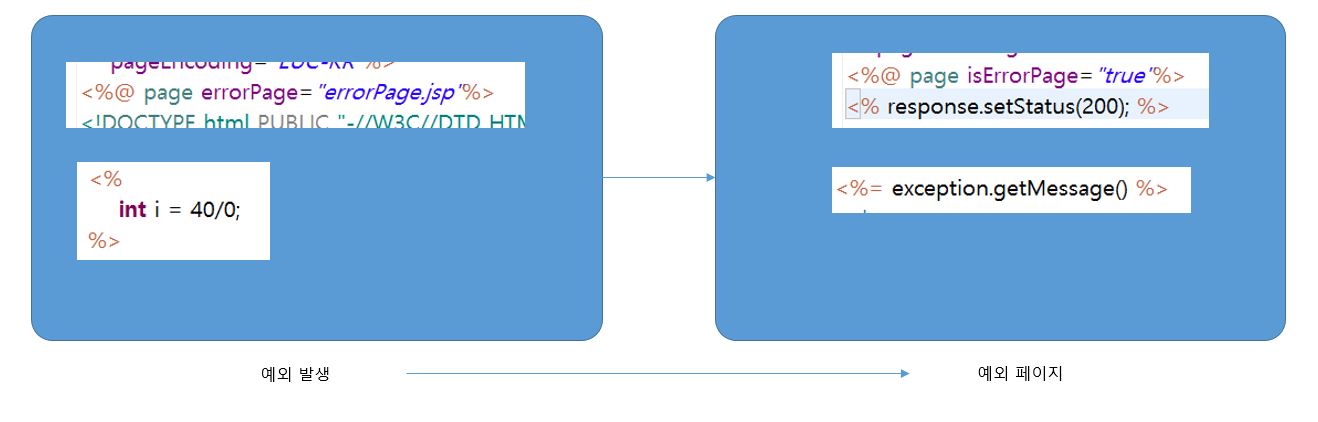 pageEncoding="EUC-KR"%>
<%@ page errorPage="errorPage.jsp"%>
<!DOCTYPE html PUBLIC "-//W3C//DTD HTM
<%
int i = 40/0;
%>
<%@ page isErrorPage="true"%>
<% response.setStatus(200); %>
<%= exception.getMessage() %>
예외 발생
예외 페이지